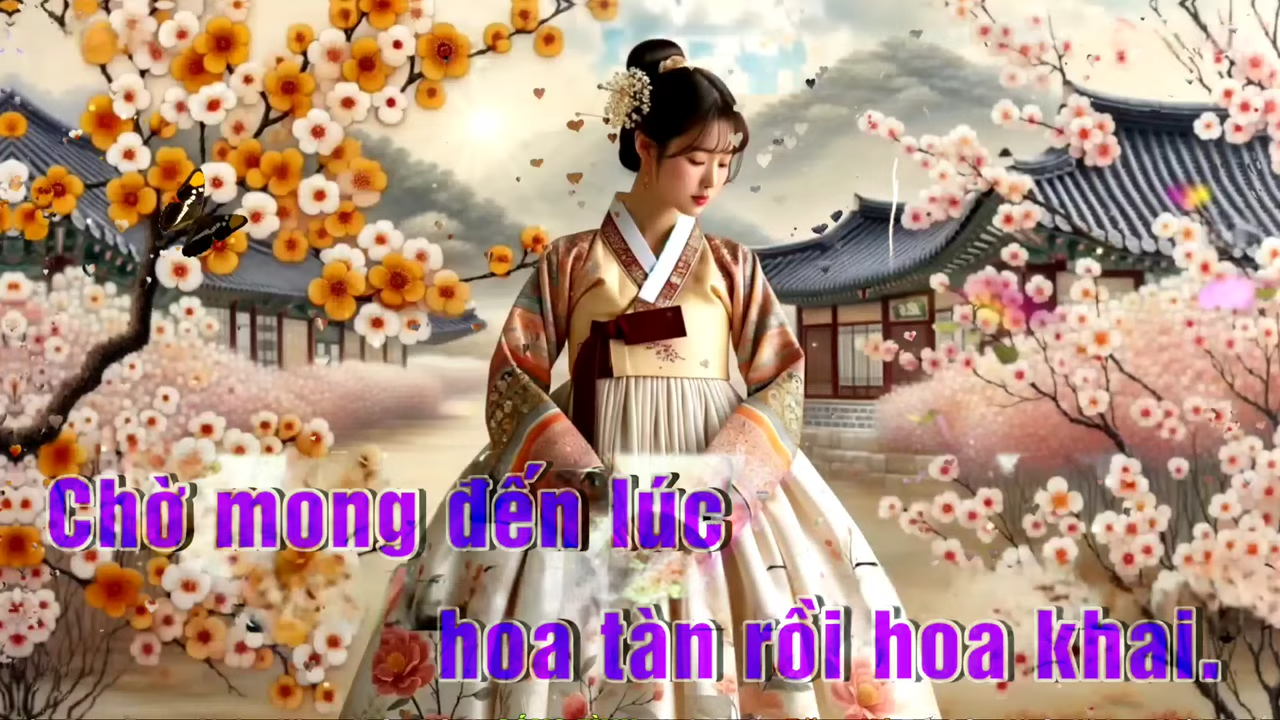 Chờ mong đến lúc
hoa tàn rồi hoa khai.